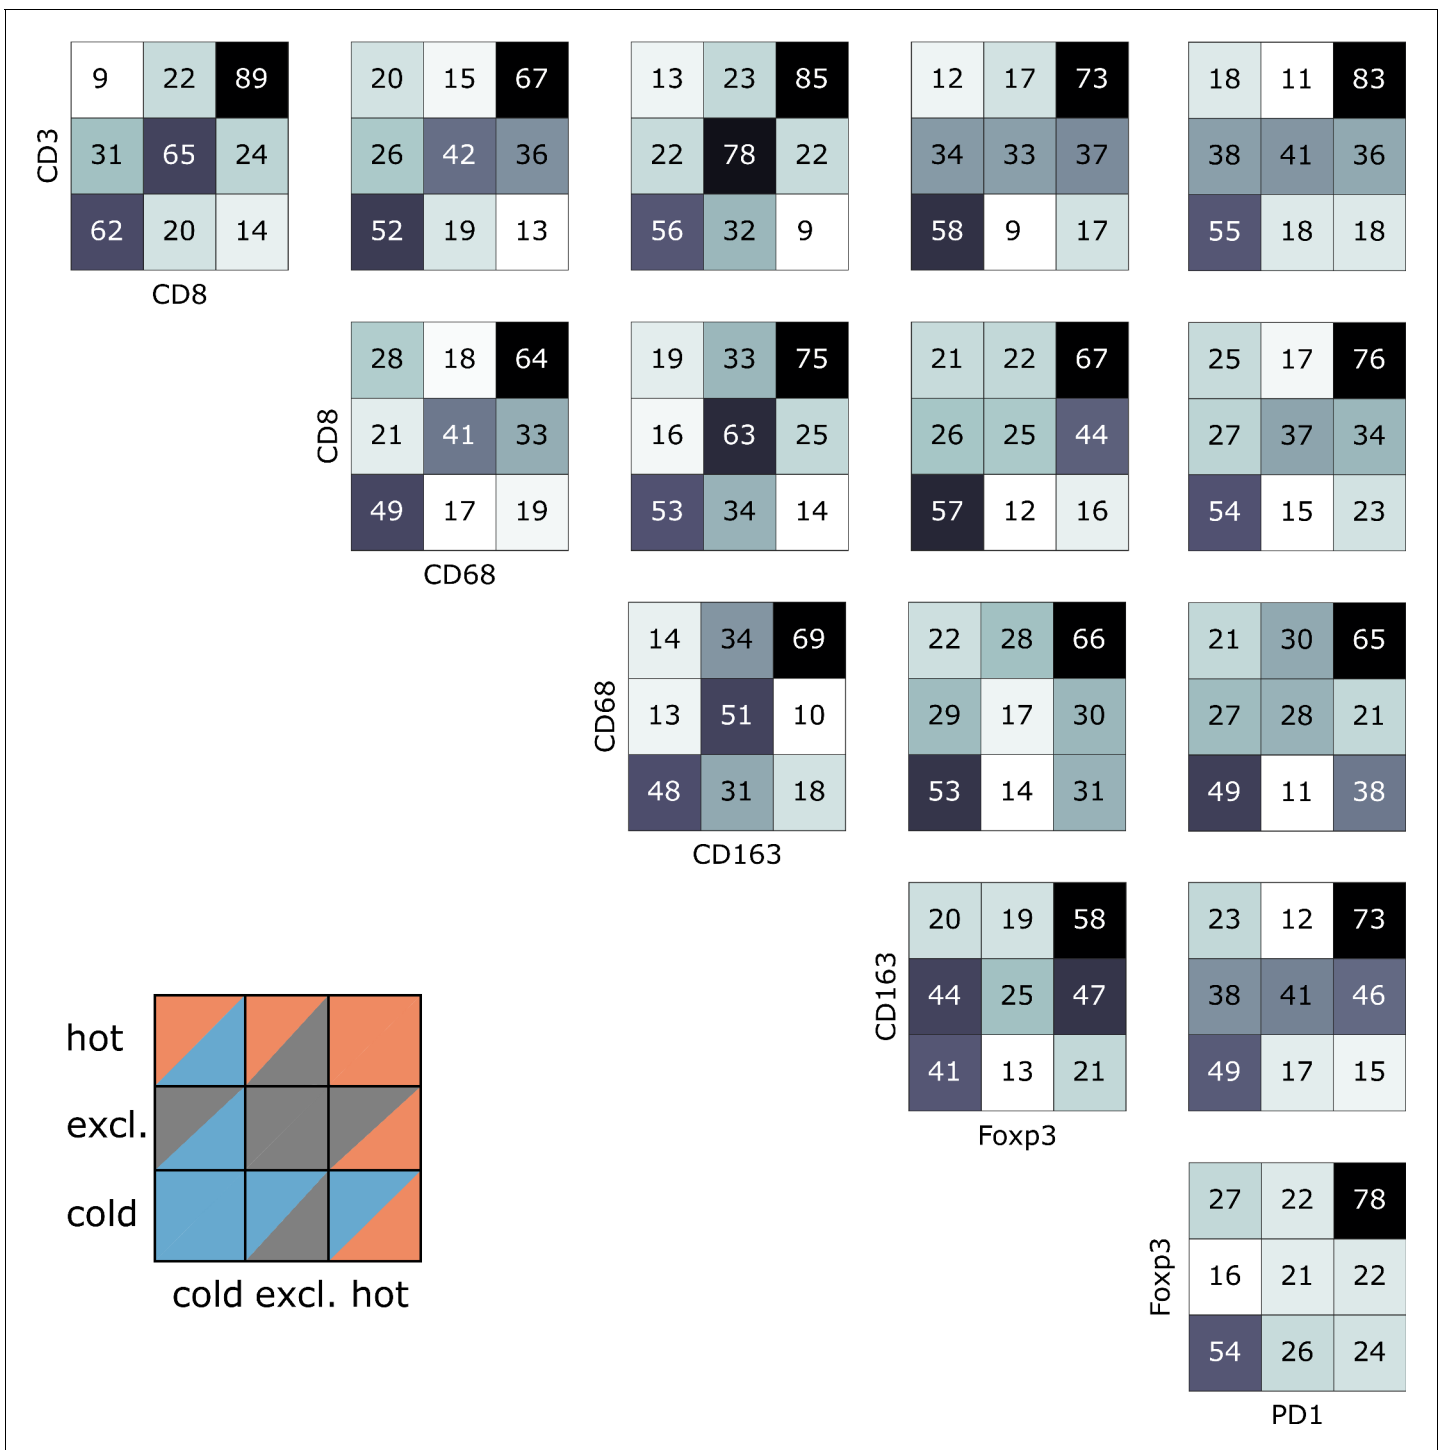 9 22 89 20 15 67 13 23 85 12 17 73 18 11 83
CD3
31 65 24 26 42 36 22 78 22 34 33 37 38 41 36
62 20 14 52 19 13 56 32 9 58 9 17 55 18 18
CD8
28 18 64 19 33 75 21 22 67 25 17 76
CD8
21 41 33 16 63 25 26 25 44 27 37 34
49 17 19 53 34 14 57 12 16 54 15 23
CD68
14 34 69 22 28 66 21 30 65
CD68
13 51 10 29 17 30 27 28 21
48 31 18 53 14 31 49 11 38
CD163
20 19 58 23 12 73
CD163
44 25 47 38 41 46
41 13 21 49 17 15
Foxp3
hot
excl.
cold
cold excl. hot
27 22 78
Foxp3
16 21 22
54 26 24
PD1